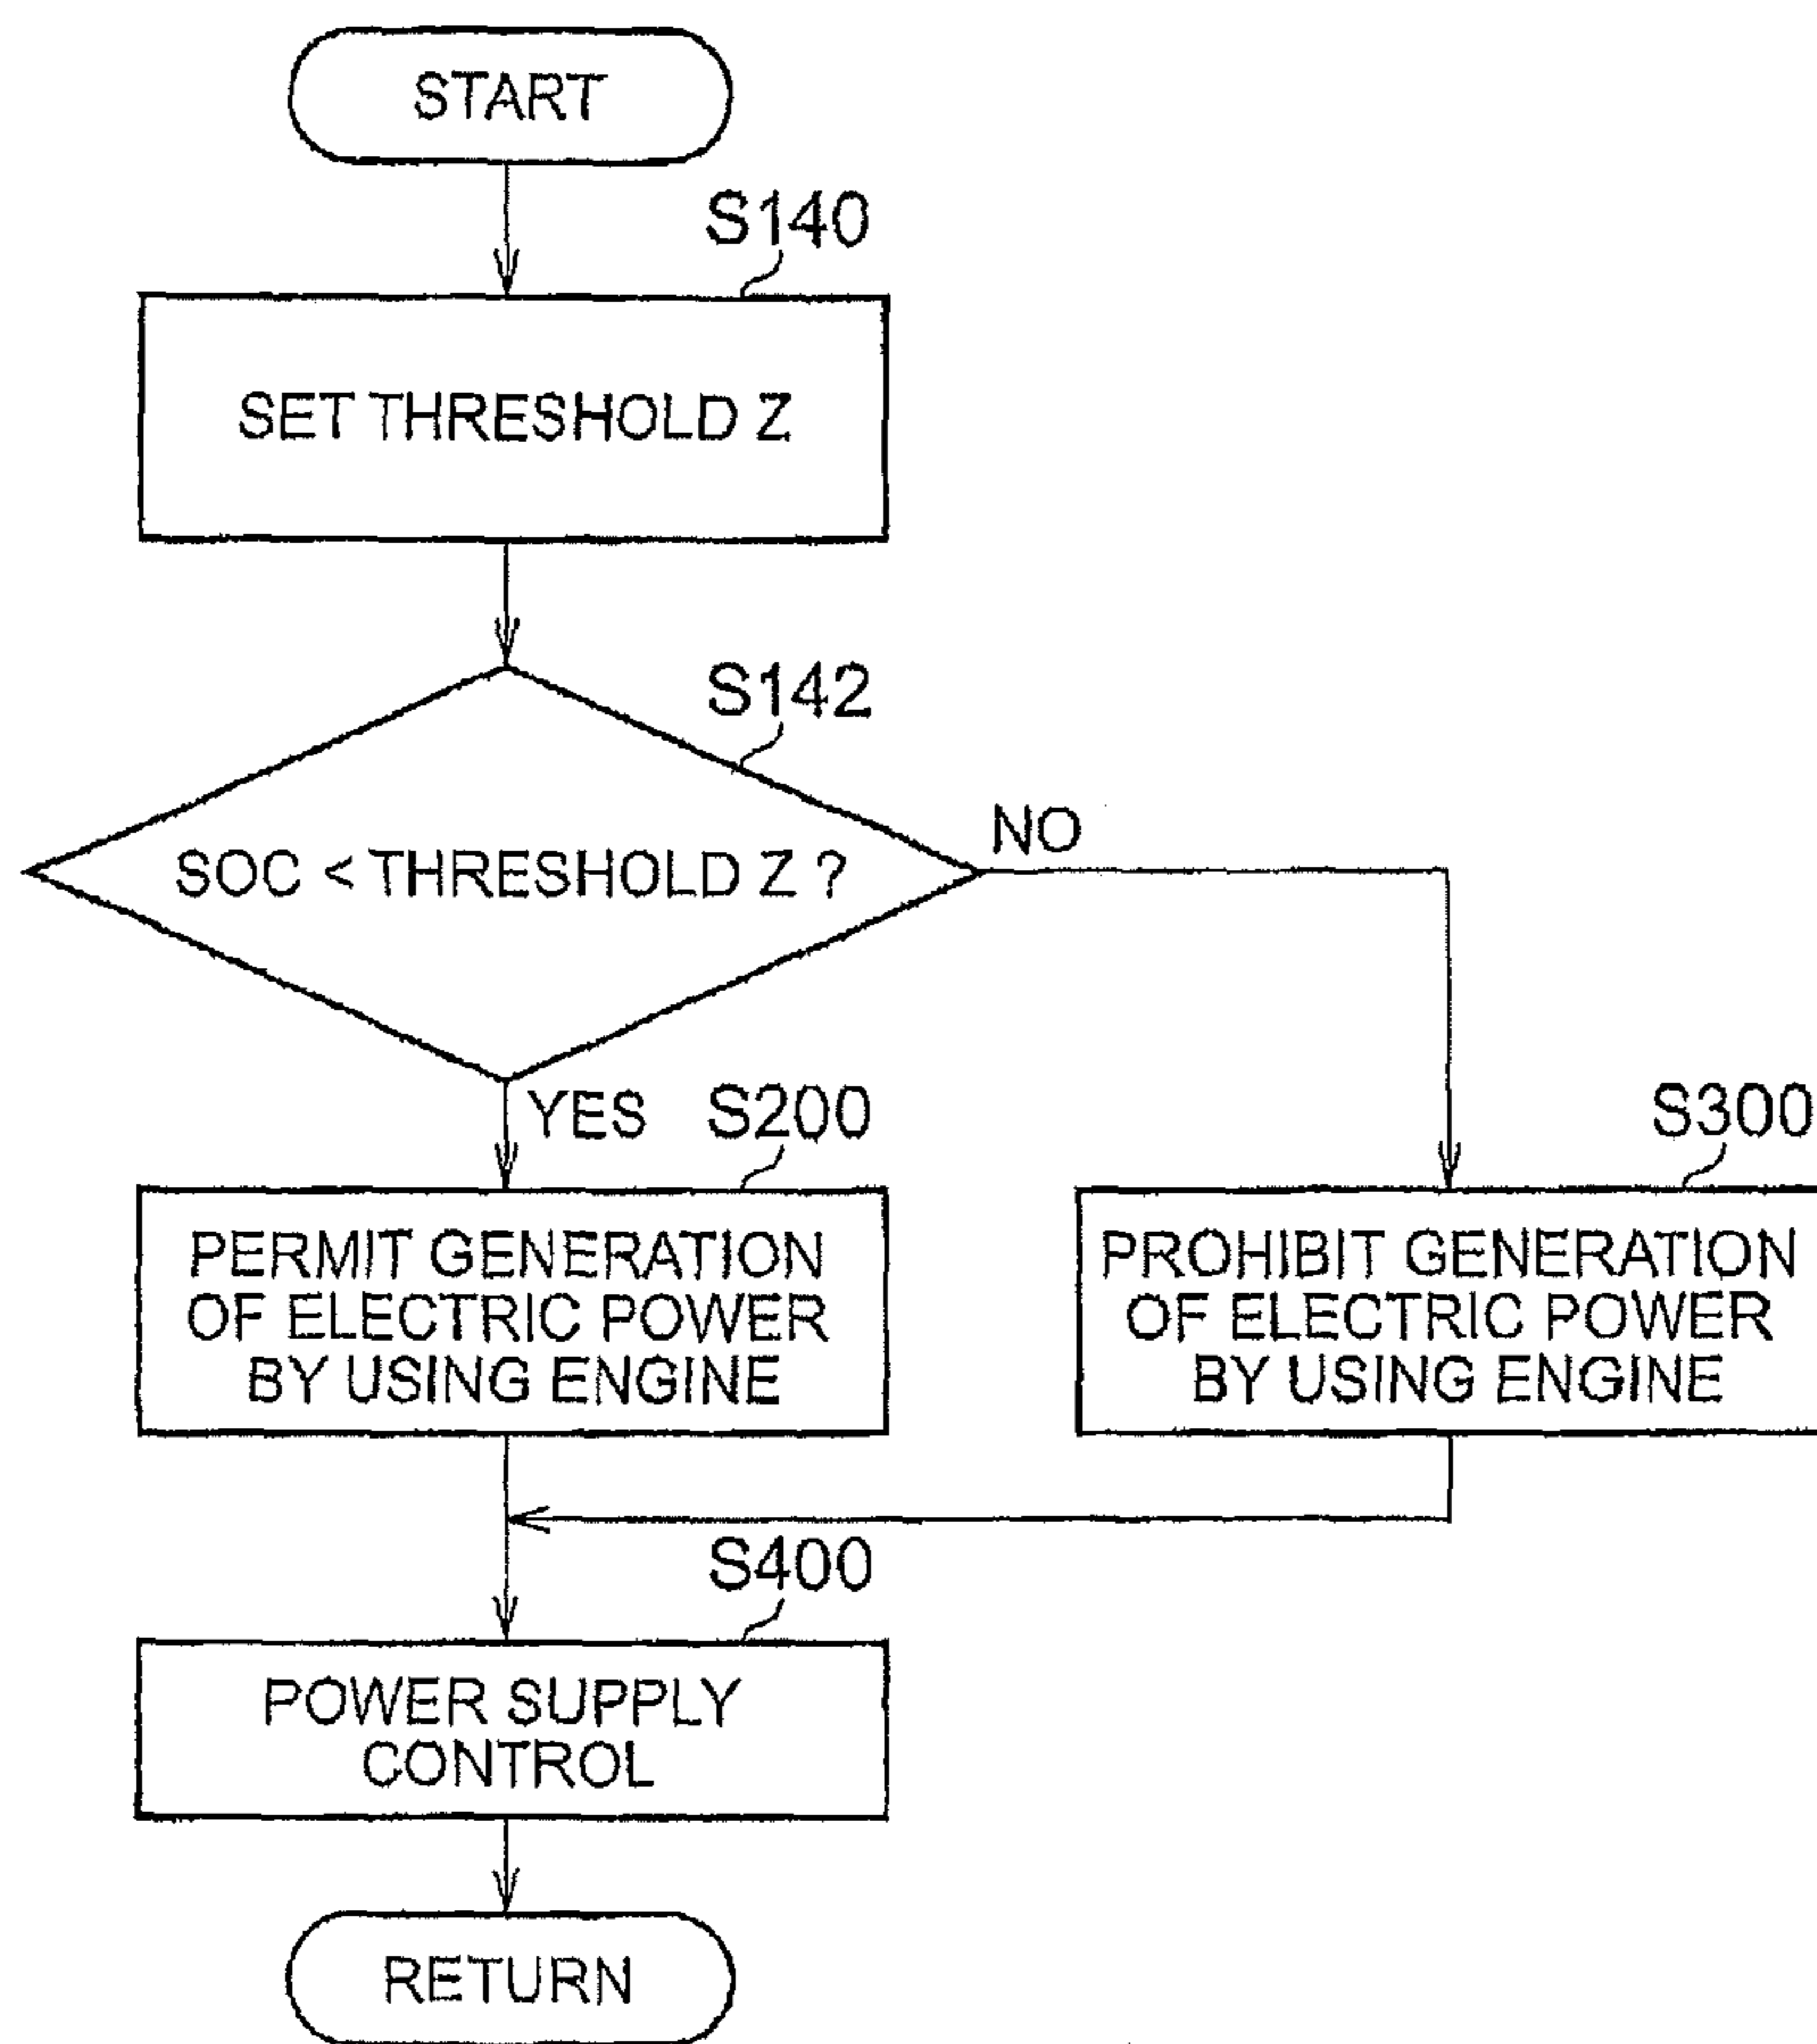 START
S140
SET THRESHOLD Z
S142
SOC < THRESHOLD Z ?
NO
YES
S200
S300
PERMIT GENERATION
OF ELECTRIC POWER
BY USING ENGINE
PROHIBIT GENERATION
OF ELECTRIC POWER
BY USING ENGINE
S400
POWER SUPPLY
CONTROL
RETURN